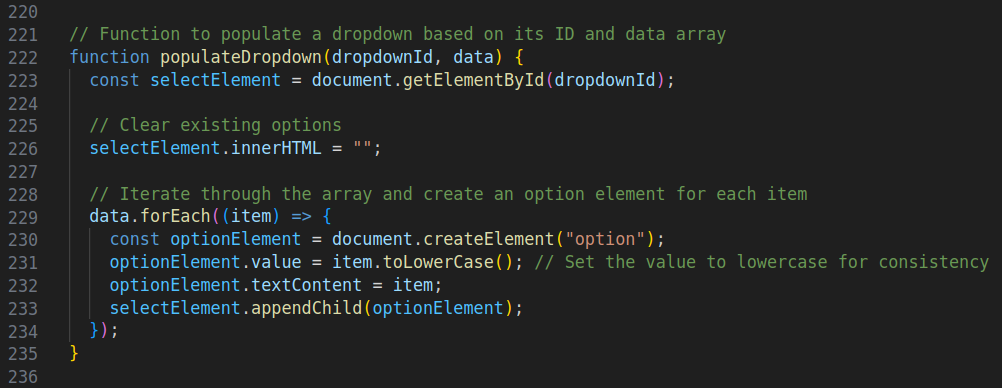 220
221 // Function to populate a dropdown based on its ID and data array
222 function populateDropdown(dropdownId, data) {
223   const selectElement = document.getElementById(dropdownId);
224
225   // Clear existing options
226   selectElement.innerHTML = "";
227
228   // Iterate through the array and create an option element for each item
229   data.forEach((item) => {
230     const optionElement = document.createElement("option");
231     optionElement.value = item.toLowerCase(); // Set the value to lowercase for consistency
232     optionElement.textContent = item;
233     selectElement.appendChild(optionElement);
234   });
235 }
236